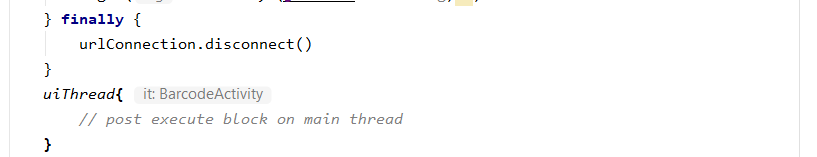 } finally {
urlConnection.disconnect()
}
uiThread{ it: BarcodeActivity
// post execute block on main thread
}